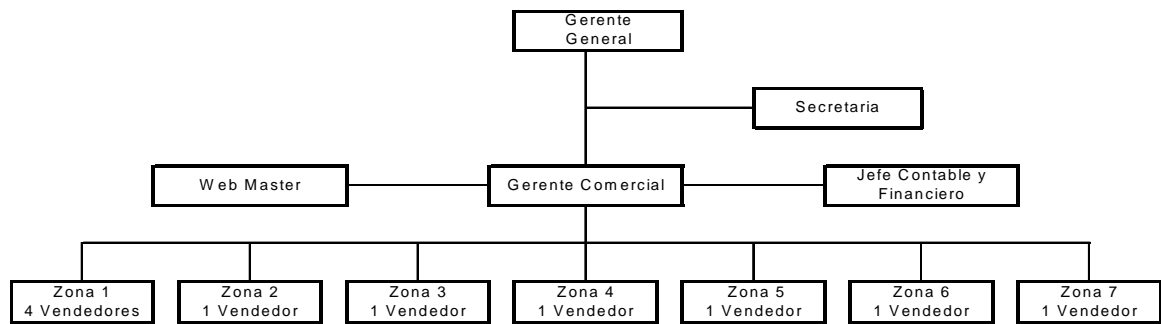 Gerente
General
Secretaria
Web Master
Gerente Comercial
Jefe Contable y
Financiero
Zona 1
4 Vendedores
Zona 2
1 Vendedor
Zona 3
1 Vendedor
Zona 4
1 Vendedor
Zona 5
1 Vendedor
Zona 6
1 Vendedor
Zona 7
1 Vendedor